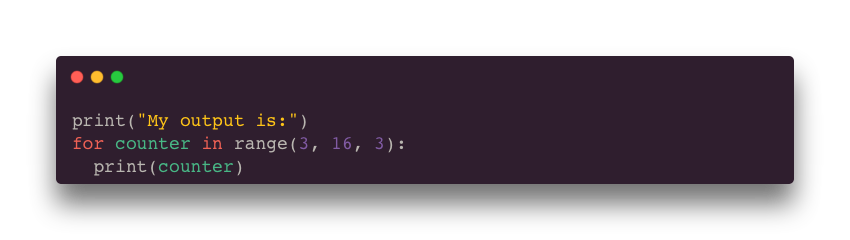 print("My output is:")
for counter in range(3, 16, 3):
  print(counter)